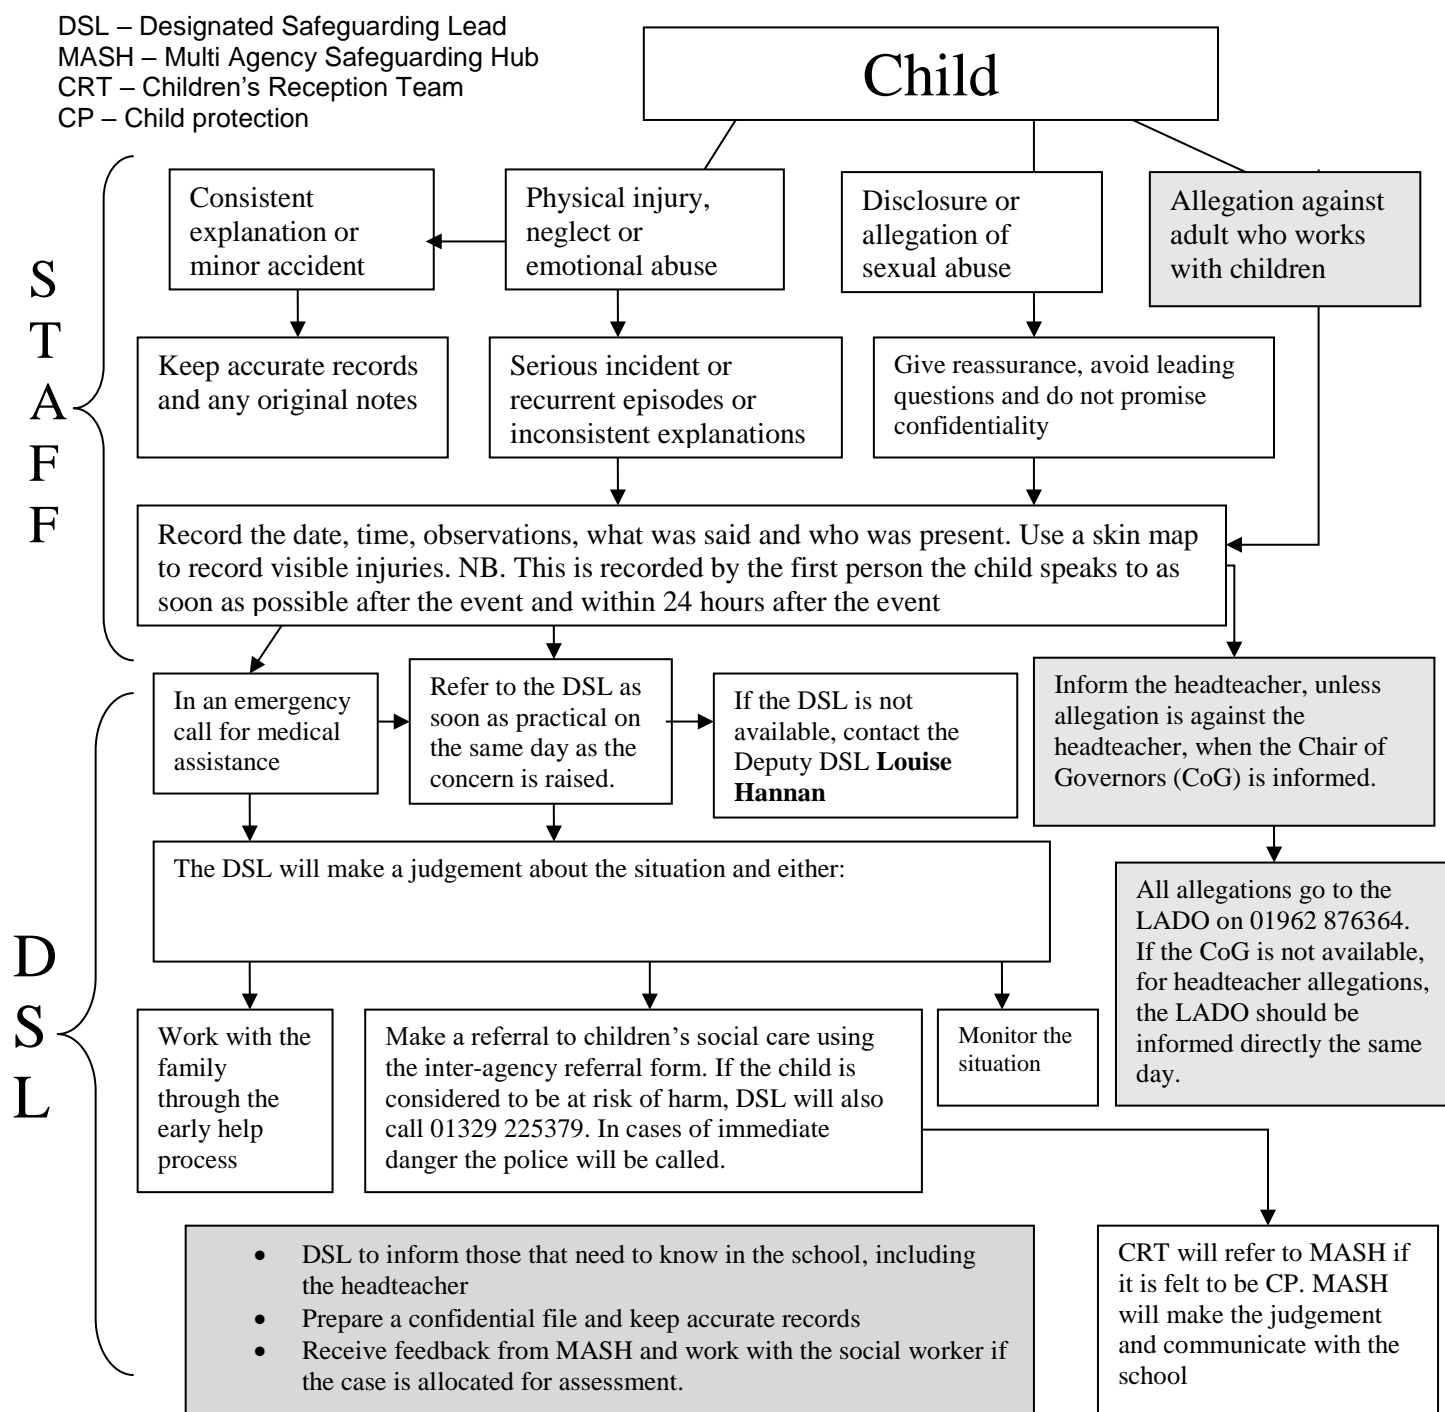 DSL – Designated Safeguarding Lead
MASH – Multi Agency Safeguarding Hub
CRT – Children's Reception Team
CP – Child protection
Child
S
T
A
F
F
Consistent
explanation or
minor accident
Physical injury,
neglect or
emotional abuse
Disclosure or
allegation of
sexual abuse
Allegation against
adult who works
with children
Keep accurate records
and any original notes
Serious incident or
recurrent episodes or
inconsistent explanations
Give reassurance, avoid leading
questions and do not promise
confidentiality
Record the date, time, observations, what was said and who was present. Use a skin map
to record visible injuries. NB. This is recorded by the first person the child speaks to as
soon as possible after the event and within 24 hours after the event
D
S
L
In an emergency
call for medical
assistance
Refer to the DSL as
soon as practical on
the same day as the
concern is raised.
If the DSL is not
available, contact the
Deputy DSL Louise
Hannan
Inform the headteacher, unless
allegation is against the
headteacher, when the Chair of
Governors (CoG) is informed.
The DSL will make a judgement about the situation and either:
All allegations go to the
LADO on 01962 876364.
If the CoG is not available,
for headteacher allegations,
the LADO should be
informed directly the same
day.
Work with the
family
through the
early help
process
Make a referral to children's social care using
the inter-agency referral form. If the child is
considered to be at risk of harm, DSL will also
call 01329 225379. In cases of immediate
danger the police will be called.
Monitor the
situation
• DSL to inform those that need to know in the school, including
the headteacher
• Prepare a confidential file and keep accurate records
• Receive feedback from MASH and work with the social worker if
the case is allocated for assessment.
CRT will refer to MASH if
it is felt to be CP. MASH
will make the judgement
and communicate with the
school